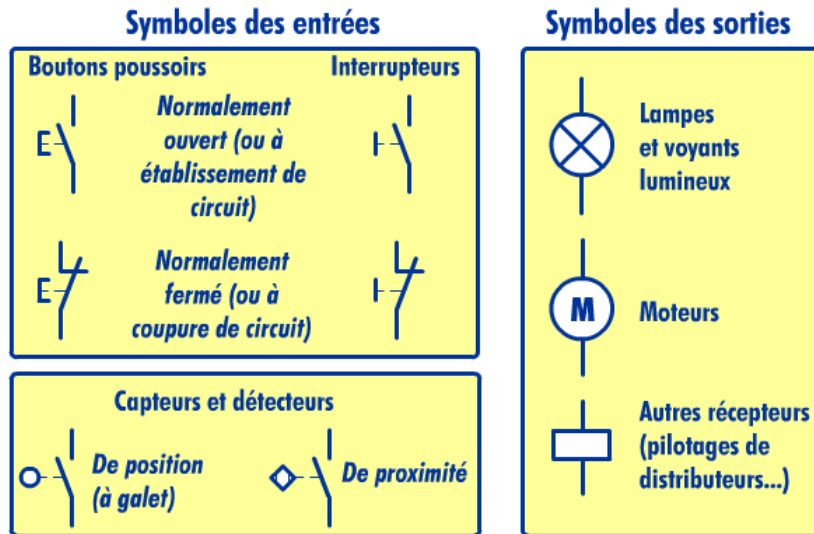 Symboles des entrées
Boutons poussoirs
Interrupteurs
Normalement
ouvert (ou à
établissement de
circuit)
Normalement
fermé (ou à
coupure de circuit)
Capteurs et détecteurs
De position
(à galet)
De proximité
Symboles des sorties
Lampes
et voyants
lumineux
M
Moteurs
Autres récepteurs
(pilotages de
distributeurs...)